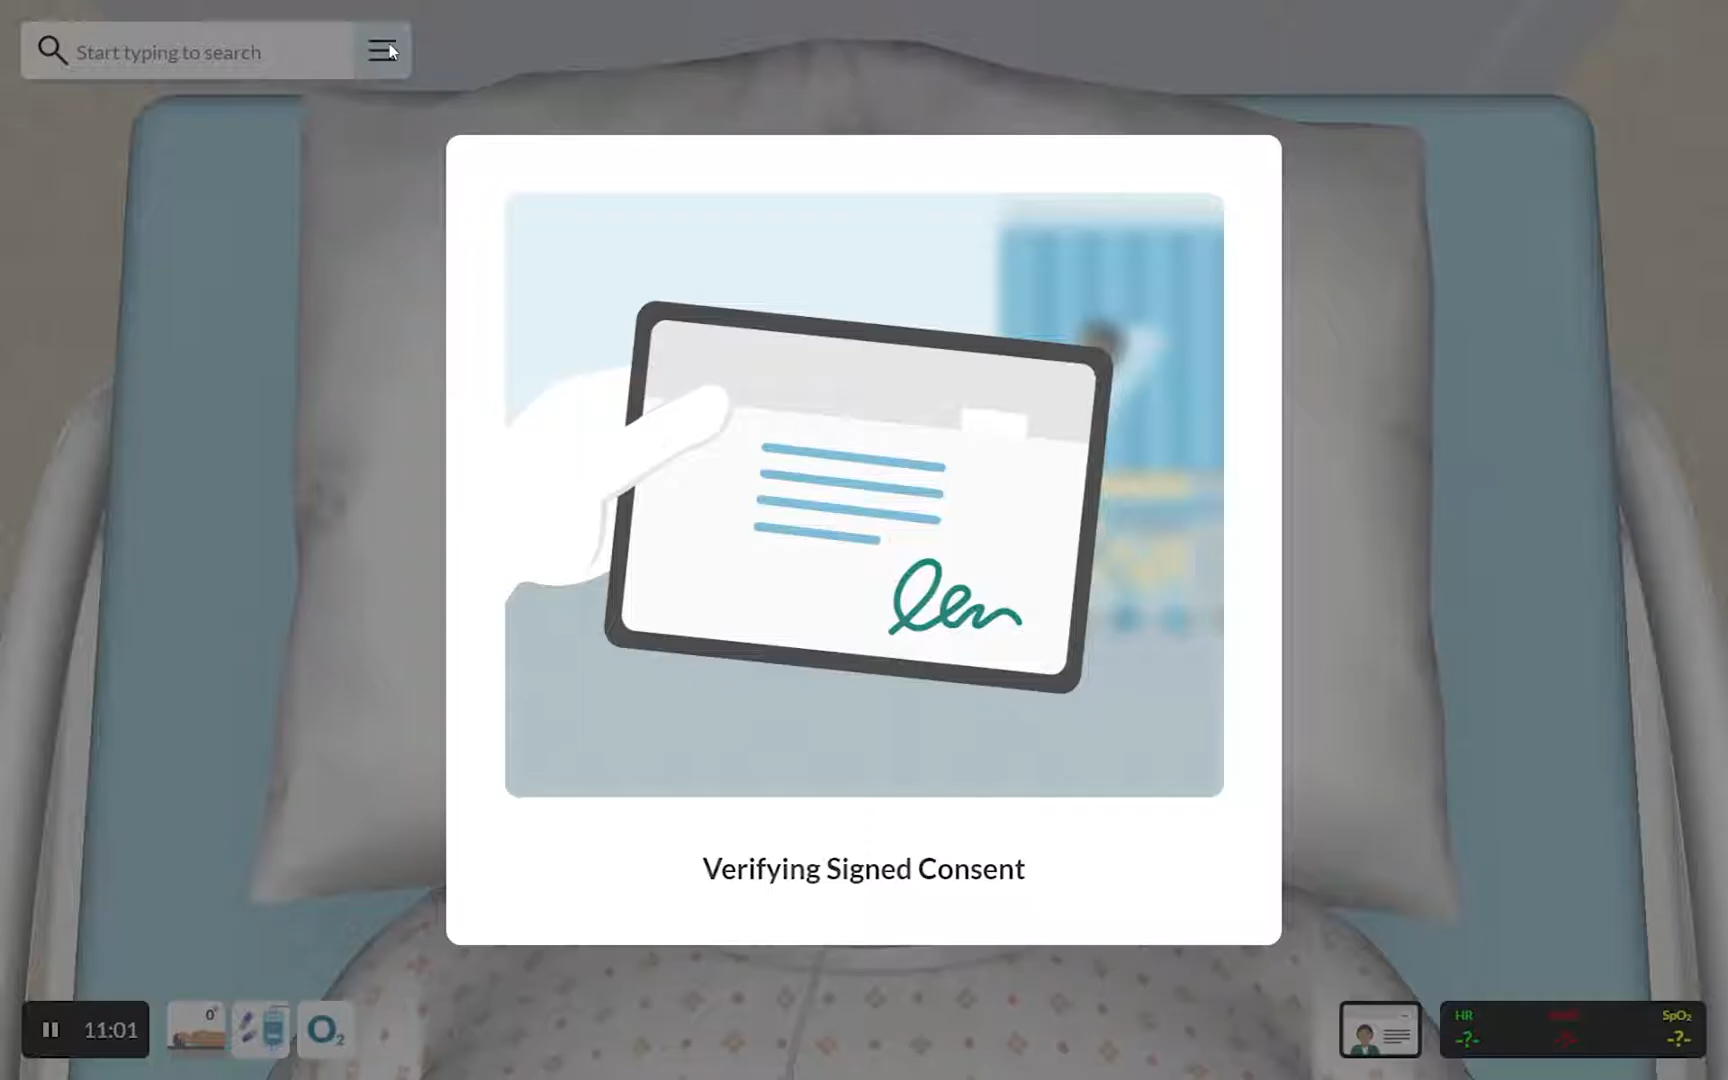 Start typing to search
Verifying Signed Consent
11:01
0°
O₂
HR
-?-
SpO₂
-?-